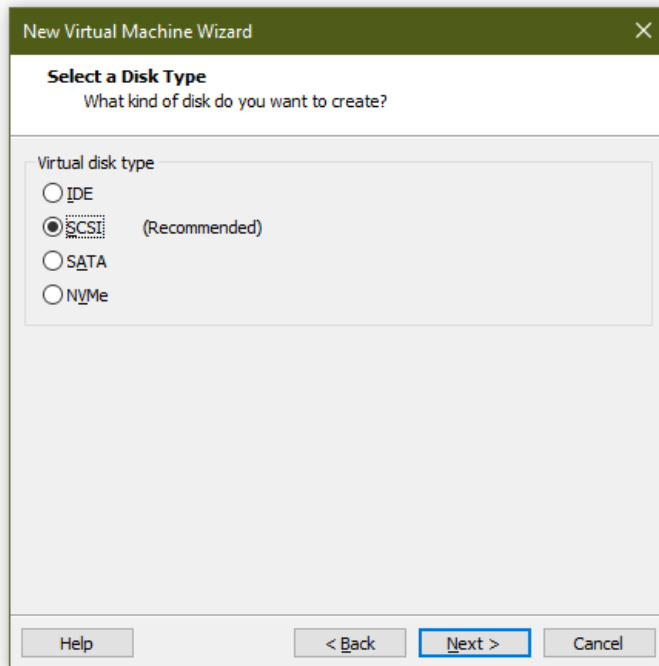 New Virtual Machine Wizard
Select a Disk Type
What kind of disk do you want to create?
Virtual disk type
IDE
SCSI (Recommended)
SATA
NVMe
Help < Back Next > Cancel